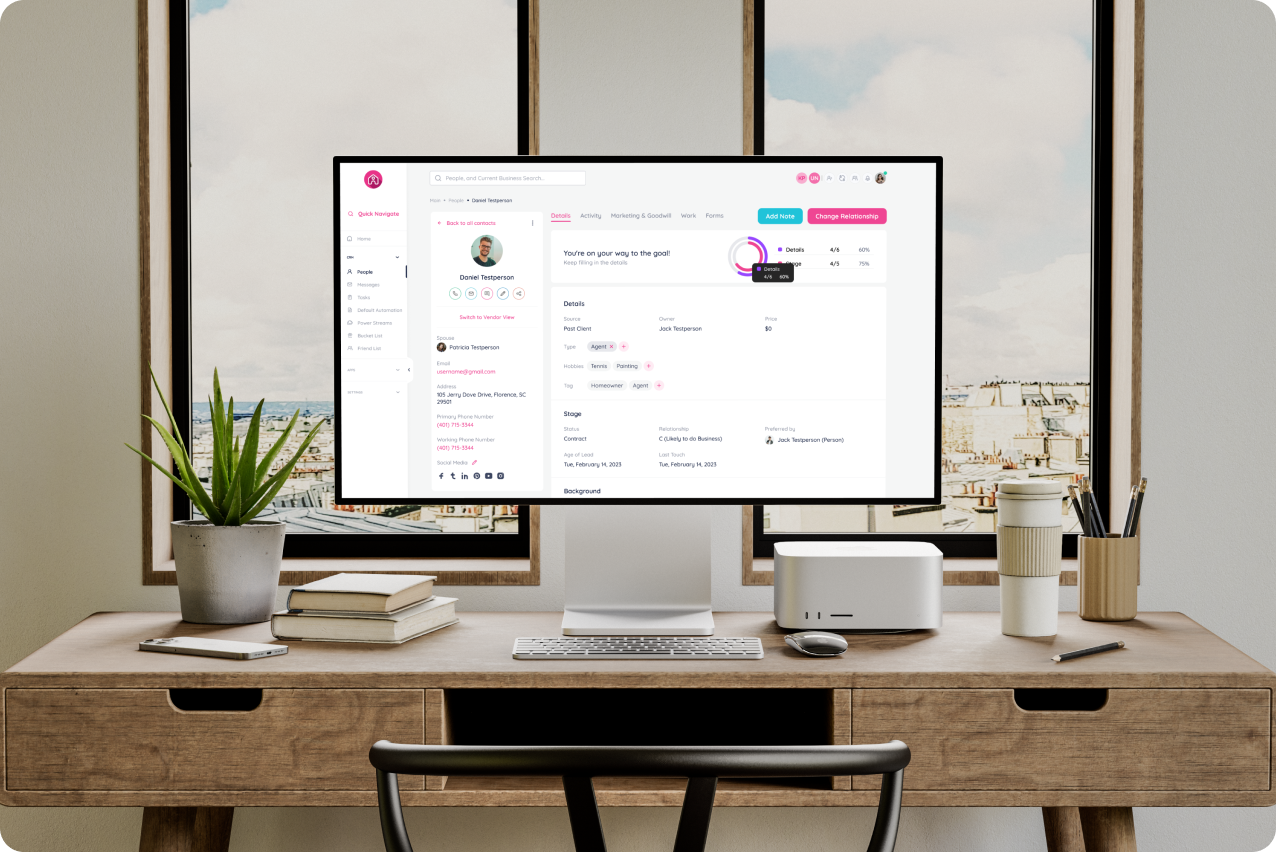 People, and Current Business Search..
KP
UN
Quick Navigate
Home
CRM
People
Messages
Tasks
Default Automation
Power Streams
Bucket List
Friend List
SETTINGS
Main • People • Daniel Testperson
Back to all contacts
Daniel Testperson
Switch to Vendor View
Spouse
Patricia Testperson
Email
username@gmail.com
Address
105 Jerry Dove Drive, Florence, SC
29501
Primary Phone Number
(401) 715-3344
Working Phone Number
(401) 715-3344
Social Media
Details Activity Marketing & Goodwill Work Forms
Add Note
Change Relationship
You're on your way to the goal!
Keep filling in the details
Details 4/6 60%
4/5 75%
Details
4/6 60%
Details
Source Owner Price
Past Client Jack Testperson $0
Type Agent × +
Hobbies Tennis Painting +
Tag Homeowner Agent +
Stage
Status Relationship Preferred by
Contract C (Likely to do Business) Jack Testperson (Person)
Age of Lead Last Touch
Tue, February 14, 2023 Tue, February 14, 2023
Background